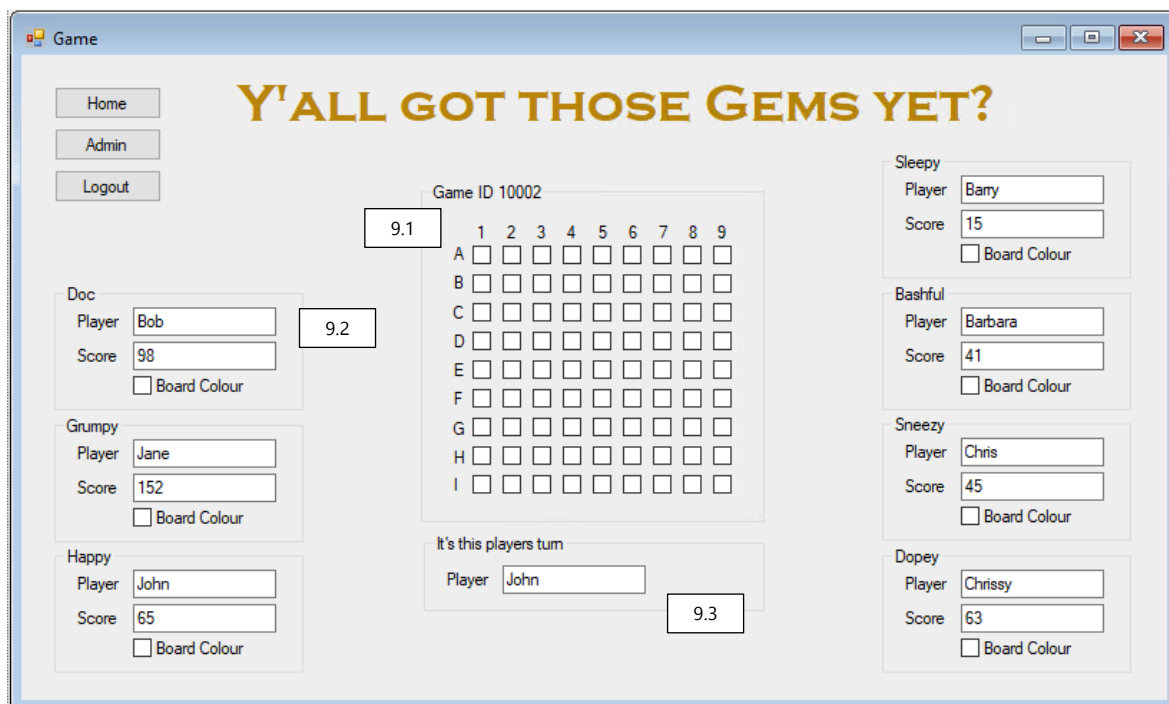 Game
Home
Admin
Logout
Y'ALL GOT THOSE GEMS YET?
Doc
Player Bob
Score 98
Board Colour
9.2
Grumpy
Player Jane
Score 152
Board Colour
Happy
Player John
Score 65
Board Colour
Game ID 10002
9.1
1 2 3 4 5 6 7 8 9
A
B
C
D
E
F
G
H
I
It's this players turn
Player John
9.3
Sleepy
Player Barry
Score 15
Board Colour
Bashful
Player Barbara
Score 41
Board Colour
Sneezy
Player Chris
Score 45
Board Colour
Dopey
Player Chrissy
Score 63
Board Colour